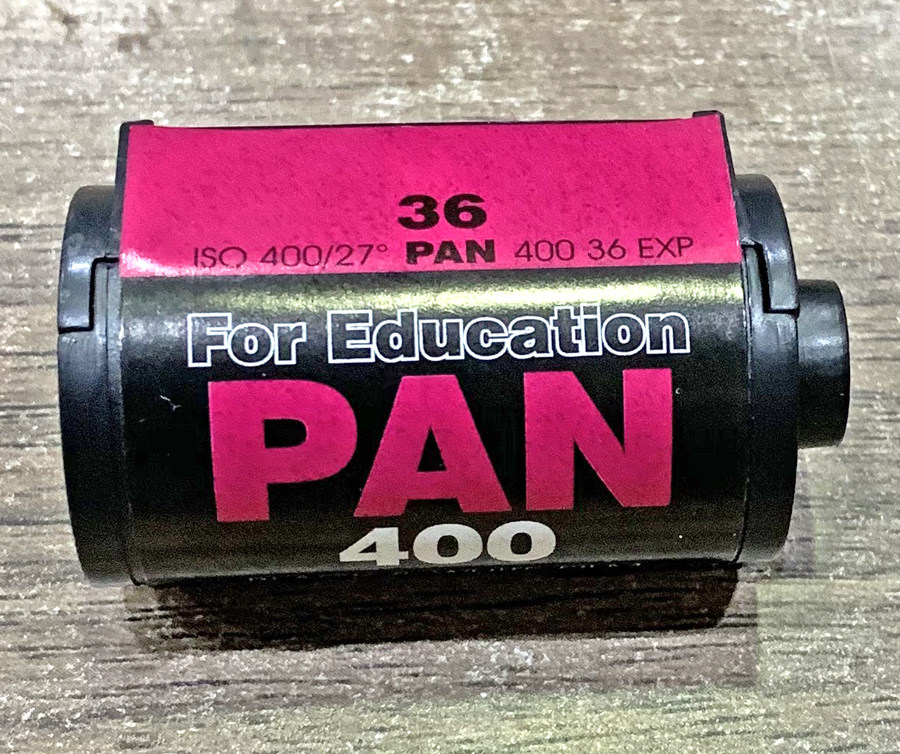 36
ISO 400/27° PAN 400 36 EXP
For Education
PAN
400